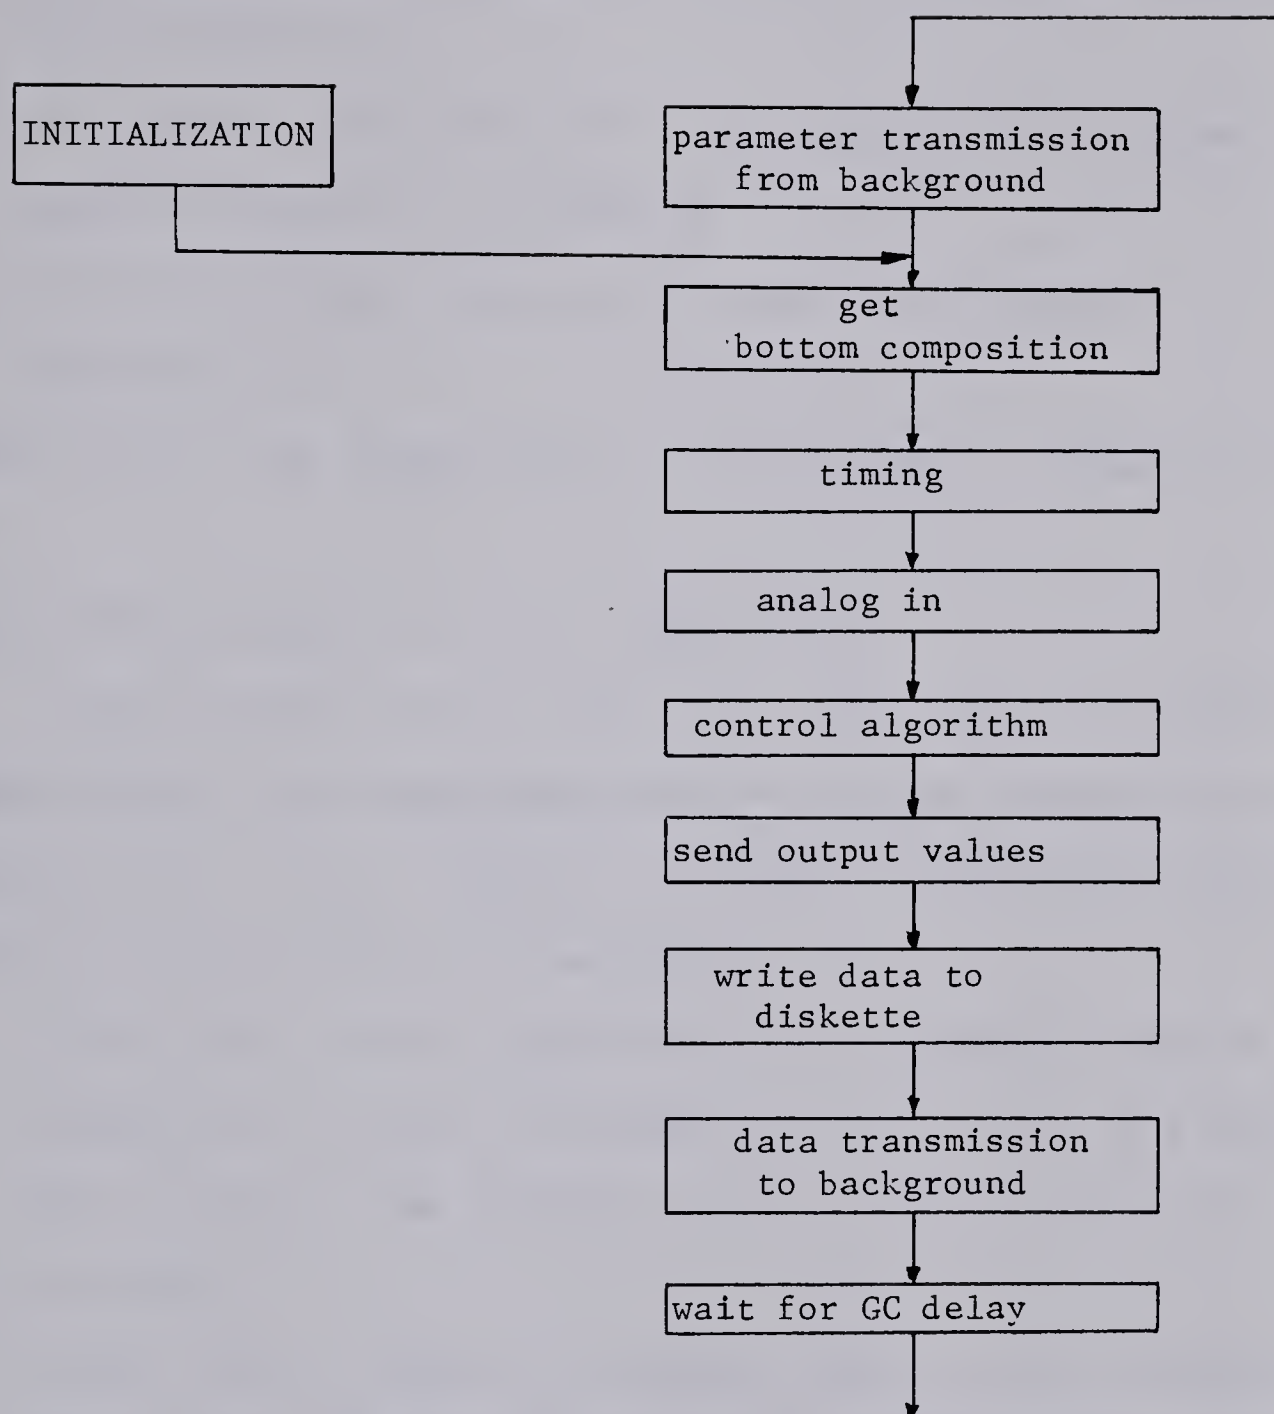 INITIALIZATION
parameter transmission
from background
get
bottom composition
timing
analog in
control algorithm
send output values
write data to
diskette
data transmission
to background
wait for GC delay